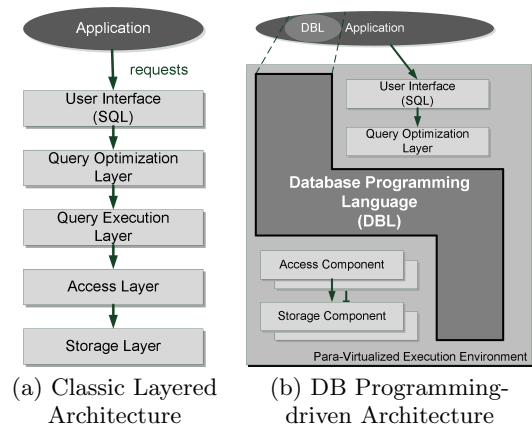 Application
requests
User Interface
(SQL)
Query Optimization
Layer
Query Execution
Layer
Access Layer
Storage Layer
(a) Classic Layered
Architecture
DBL
Application
User Interface
(SQL)
Query Optimization
Layer
Database Programming
Language
(DBL)
Access Component
Storage Component
Para-Virtualized Execution Environment
(b) DB Programming-
driven Architecture